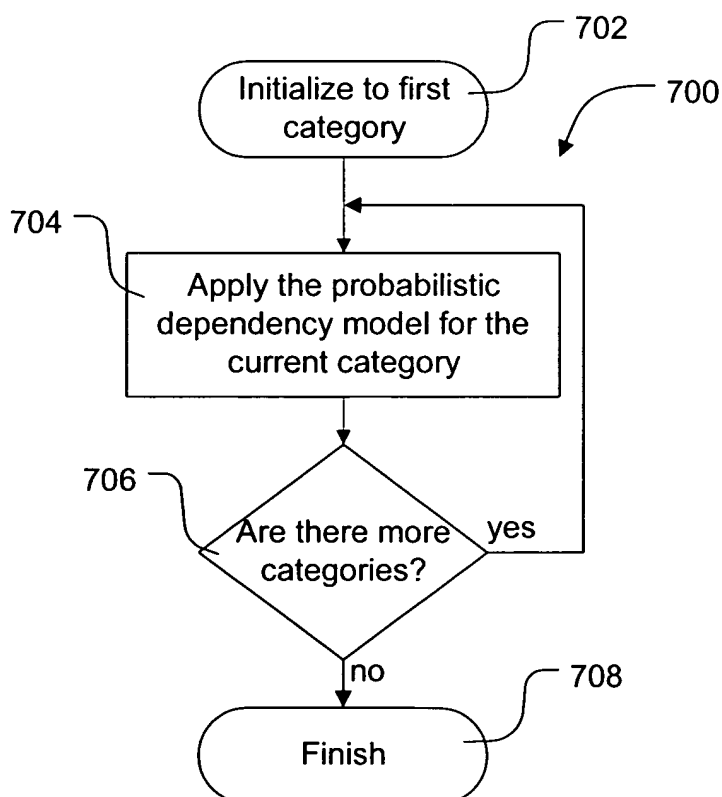 702
Initialize to first
category
700
704
Apply the probabilistic
dependency model for the
current category
706
Are there more
categories?
yes
no
708
Finish